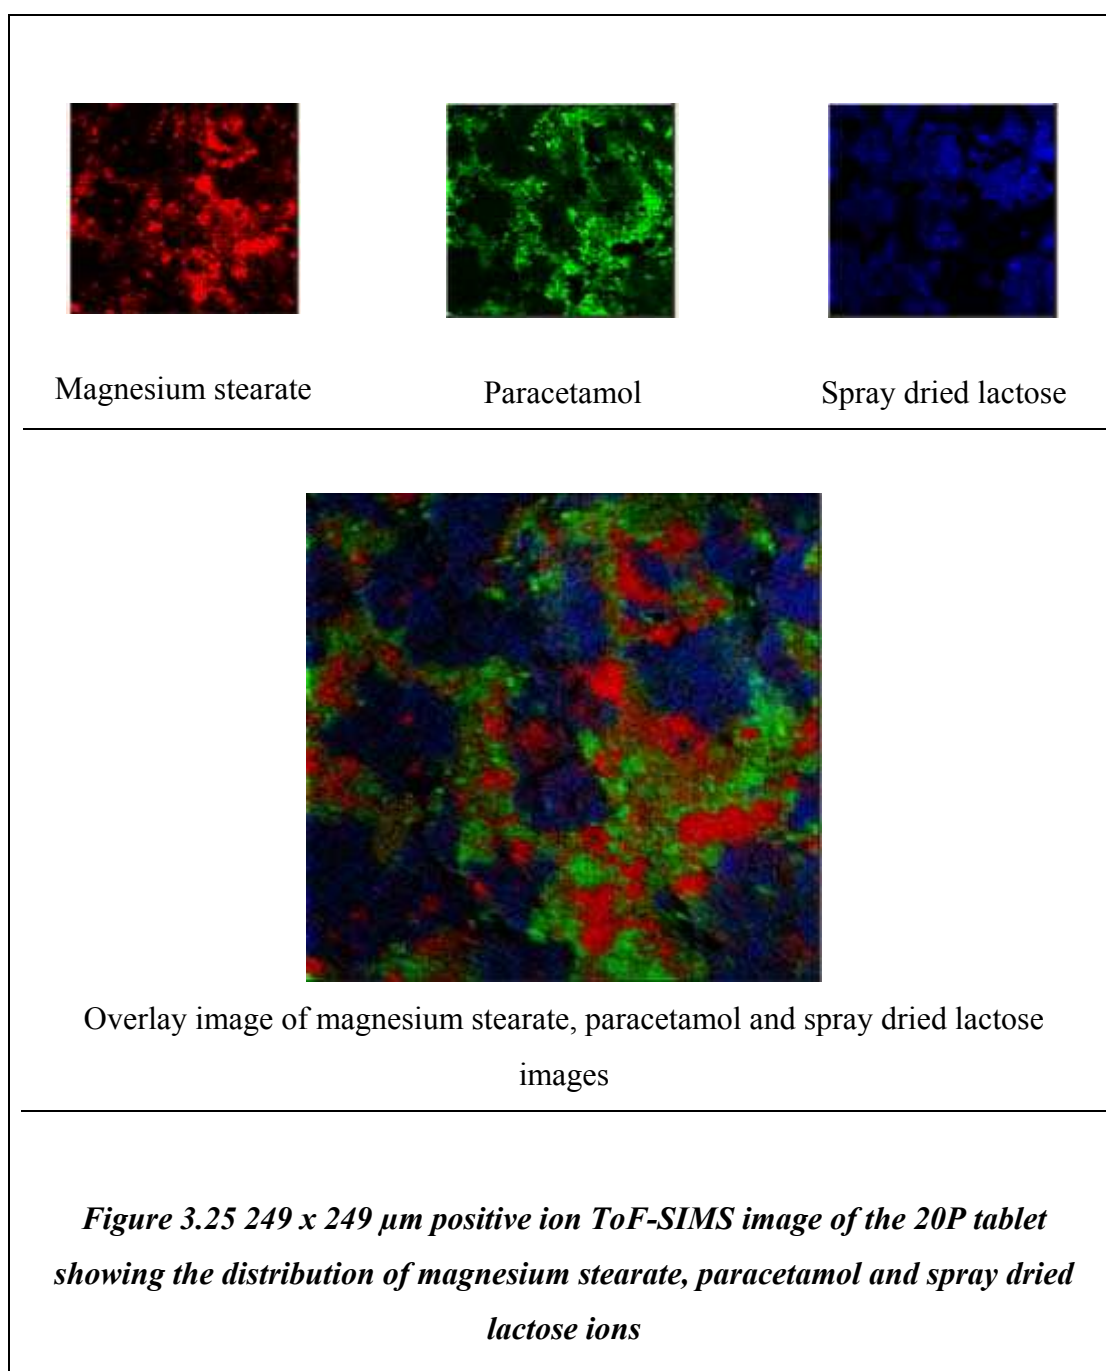 Magnesium stearate
Paracetamol
Spray dried lactose
Overlay image of magnesium stearate, paracetamol and spray dried lactose
images
Figure 3.25 249 x 249 µm positive ion ToF-SIMS image of the 20P tablet
showing the distribution of magnesium stearate, paracetamol and spray dried
lactose ions